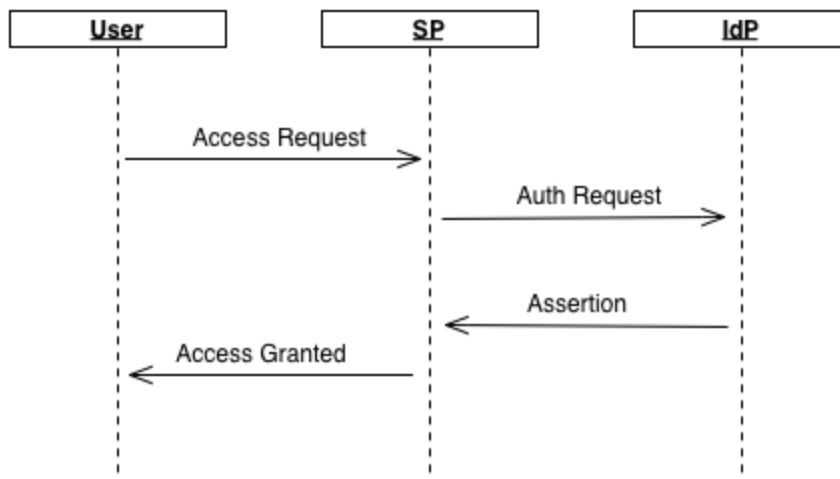 User
SP
IdP
Access Request
Auth Request
Assertion
Access Granted